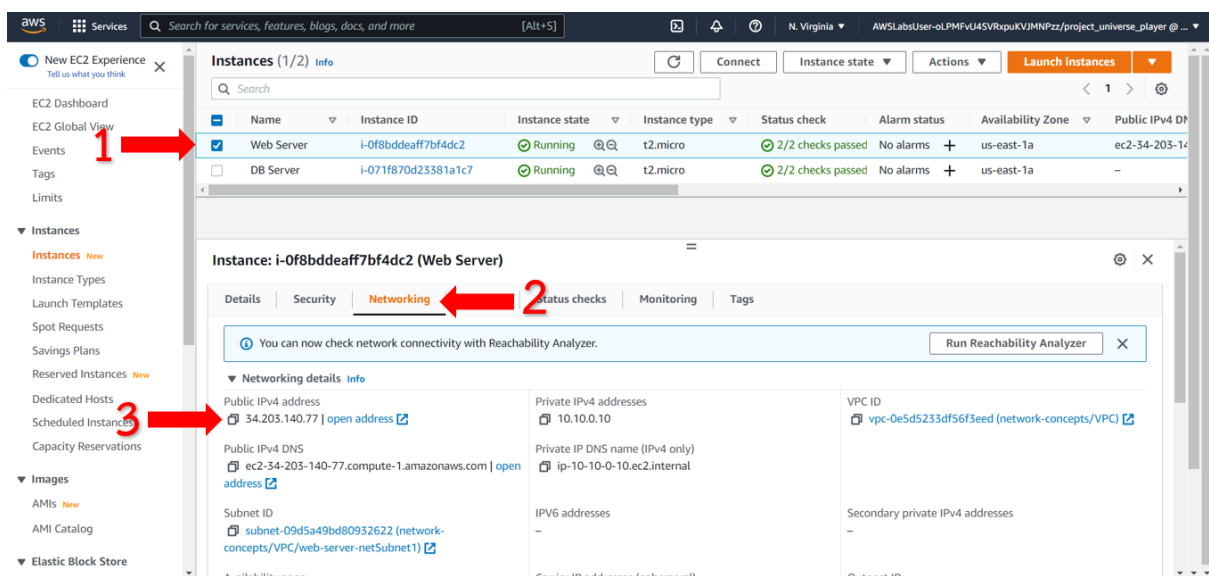 aws
Services
Search for services, features, blogs, docs, and more
[Alt+S]
N. Virginia ▼
AWSLabsUser-oLPMFvU4SVRxpuKVJMNPzz/project_universe_player @ ... ▼
New EC2 Experience
Tell us what you think
EC2 Dashboard
EC2 Global View
Events
Tags
Limits
▼ Instances
Instances New
Instance Types
Launch Templates
Spot Requests
Savings Plans
Reserved Instances New
Dedicated Hosts
Scheduled Instances
Capacity Reservations
▼ Images
AMIs New
AMI Catalog
▼ Elastic Block Store
1
2
3
Instances (1/2) Info
Connect
Instance state ▼
Actions ▼
Launch instances ▼
Search
1
Name Instance ID Instance state Instance type Status check Alarm status Availability Zone Public IPv4 DN
Web Server i-0f8bddeaff7bf4dc2 Running t2.micro 2/2 checks passed No alarms + us-east-1a ec2-34-203-14
DB Server i-071f870d23381a1c7 Running t2.micro 2/2 checks passed No alarms + us-east-1a –
Instance: i-0f8bddeaff7bf4dc2 (Web Server)
Details Security Networking Status checks Monitoring Tags
You can now check network connectivity with Reachability Analyzer.
Run Reachability Analyzer
▼ Networking details Info
Public IPv4 address
34.203.140.77 | open address
Private IPv4 addresses
10.10.0.10
VPC ID
vpc-0e5d5233df56f3eed (network-concepts/VPC)
Public IPv4 DNS
ec2-34-203-140-77.compute-1.amazonaws.com | open
address
Private IP DNS name (IPv4 only)
ip-10-10-0-10.ec2.internal
Subnet ID
subnet-09d5a49bd80932622 (network-
concepts/VPC/web-server-netSubnet1)
IPV6 addresses
–
Secondary private IPv4 addresses
–